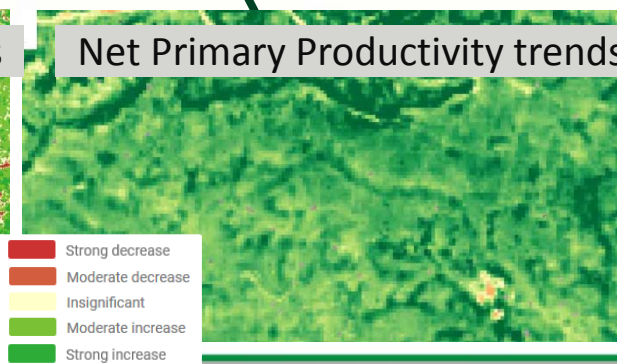 s
Net Primary Productivity trends
Strong decrease
Moderate decrease
Insignificant
Moderate increase
Strong increase